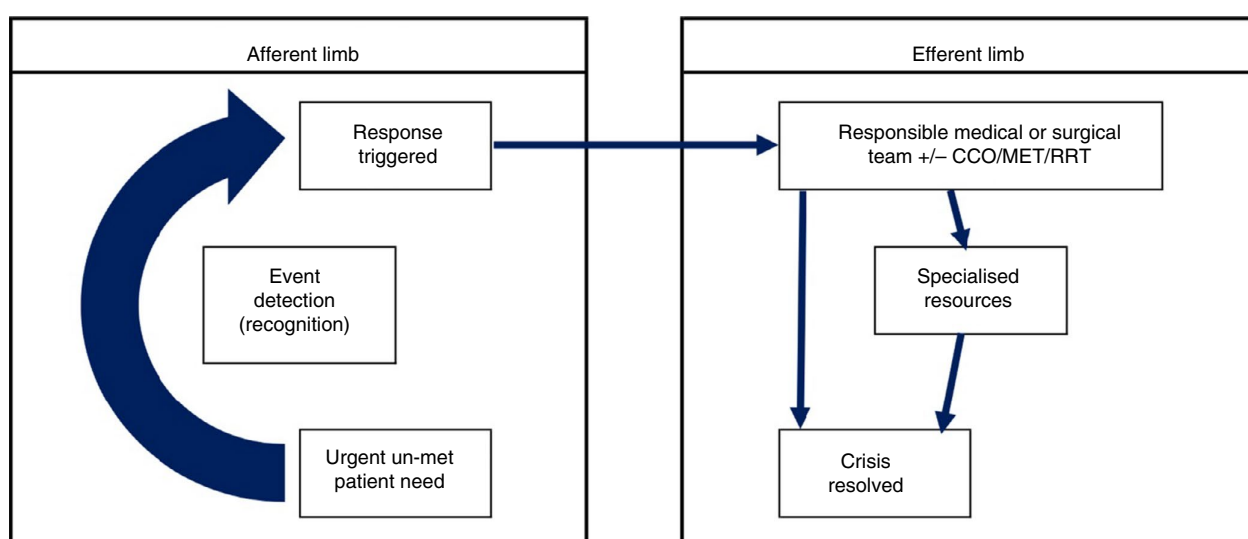 Afferent limb
Response
triggered
Event
detection
(recognition)
Urgent un-met
patient need
Efferent limb
Responsible medical or surgical
team +/– CCO/MET/RRT
Specialised
resources
Crisis
resolved